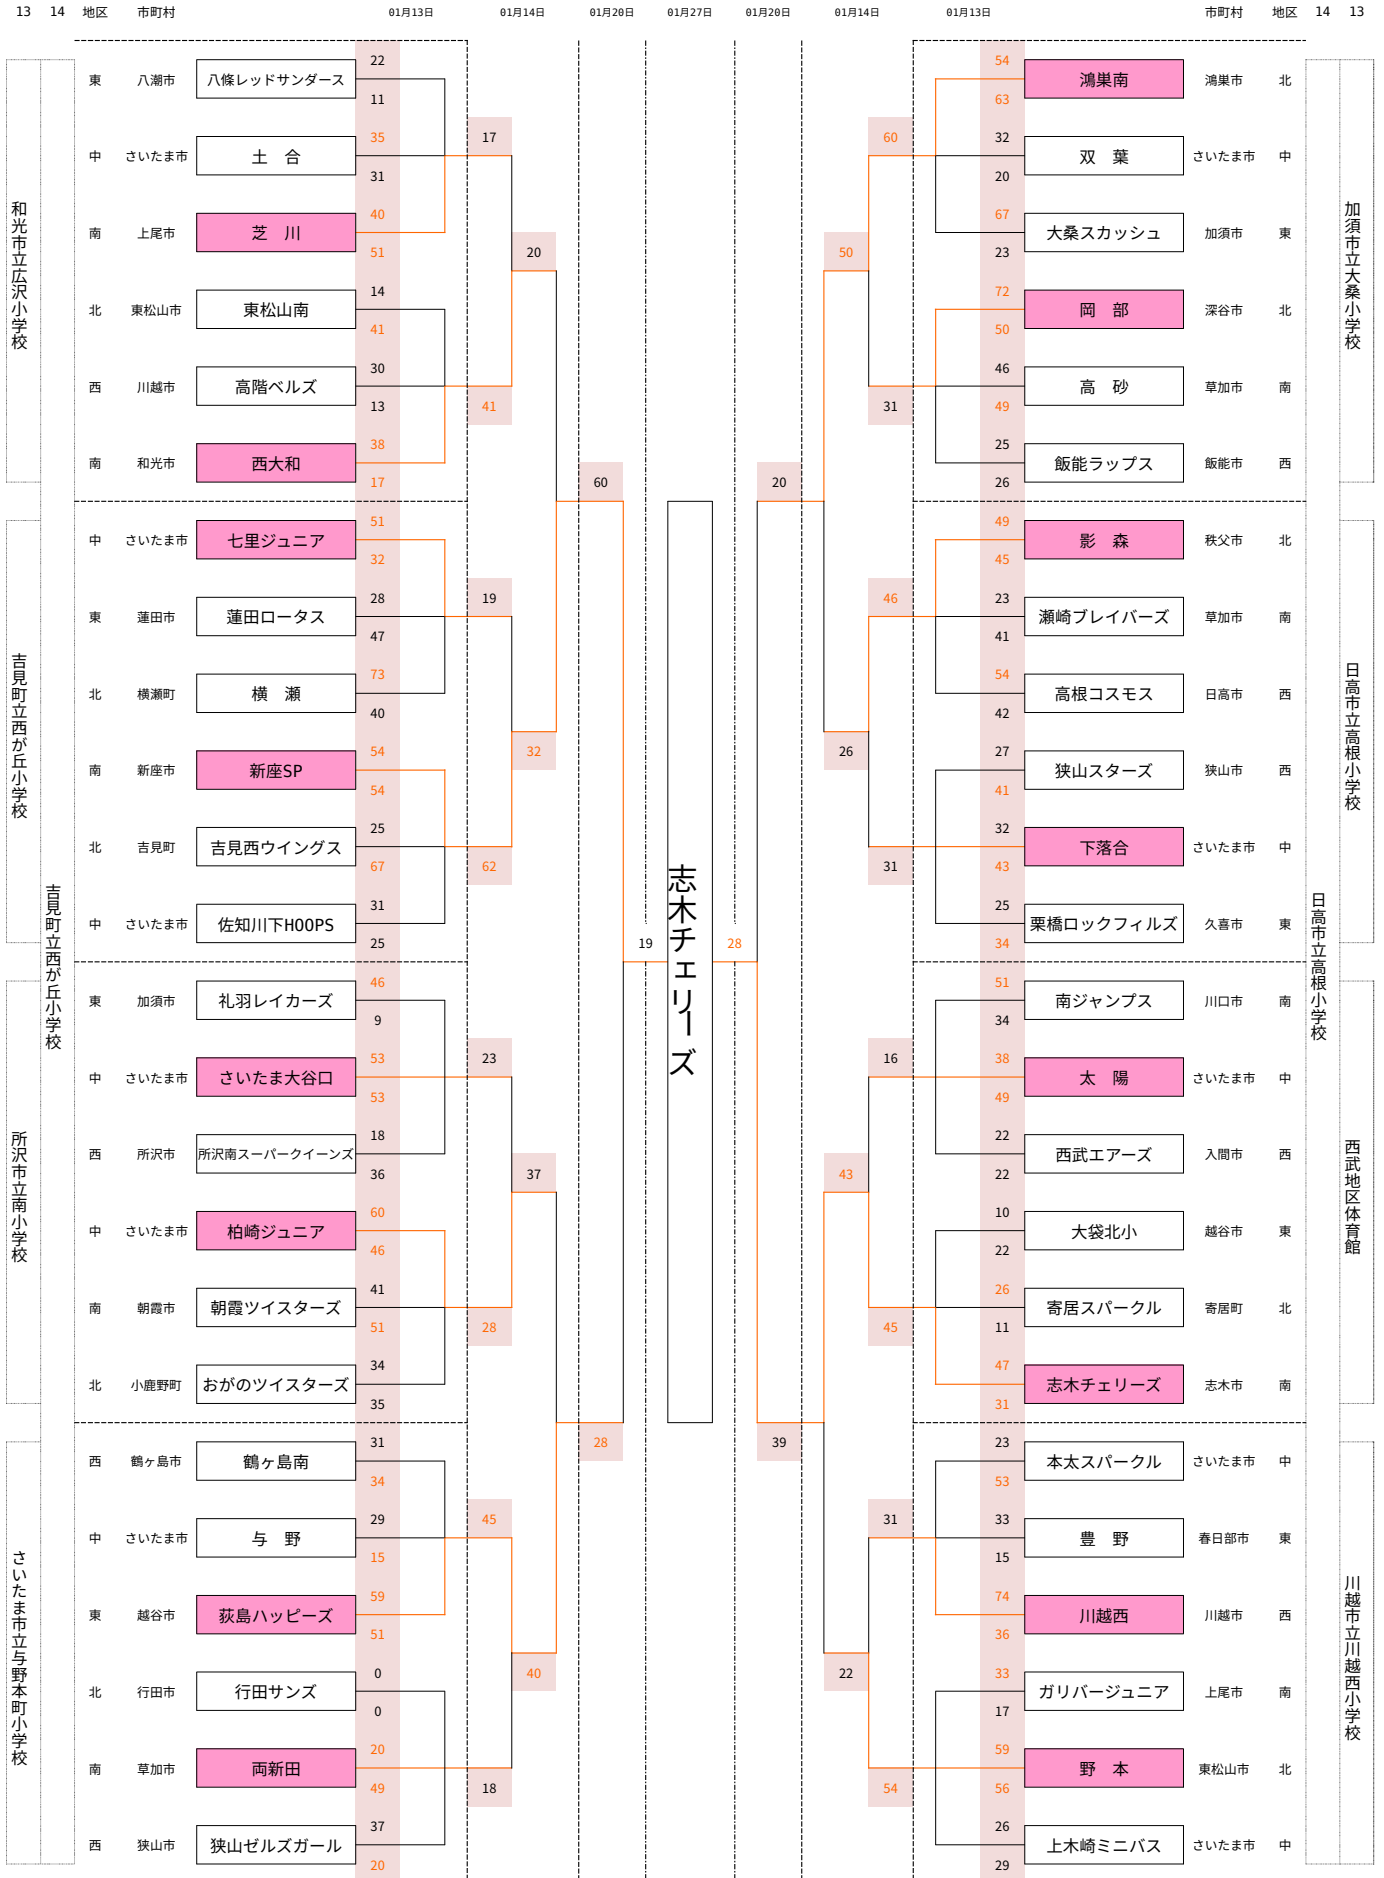 13 14 地区 市町村 01月13日 01月14日 01月20日 01月27日 01月20日 01月14日 01月13日 市町村 地区 14 13
和光市立広沢小学校
吉見町立西が丘小学校
所沢市立南小学校
さいたま市立与野本町小学校
吉見町立西が丘小学校
東 八潮市 八條レッドサンダース 22 11
中 さいたま市 土 合 35 31
南 上尾市 芝 川 40 51
北 東松山市 東松山南 14 41
西 川越市 高階ベルズ 30 13
南 和光市 西大和 38 17
中 さいたま市 七里ジュニア 51 32
東 蓮田市 蓮田ロータス 28 47
北 横瀬町 横 瀬 73 40
南 新座市 新座SP 54 54
北 吉見町 吉見西ウイングス 25 67
中 さいたま市 佐知川下HOOPS 31 25
東 加須市 礼羽レイカーズ 46 9
中 さいたま市 さいたま大谷口 53 53
西 所沢市 所沢南スーパークイーンズ 18 36
中 さいたま市 柏崎ジュニア 60 46
南 朝霞市 朝霞ツイスターズ 41 51
北 小鹿野町 おがのツイスターズ 34 35
西 鶴ヶ島市 鶴ヶ島南 31 34
中 さいたま市 与 野 29 15
東 越谷市 荻島ハッピーズ 59 51
北 行田市 行田サンズ 0 0
南 草加市 両新田 20 49
西 狭山市 狭山ゼルズガール 37 20
17
41
19
62
23
28
45
18
20
32
37
40
60
28
19
志木チェリーズ
28
20
39
50
26
43
22
60
31
46
31
16
45
31
54
54 63 鴻巣南 鴻巣市 北
32 20 双 葉 さいたま市 中
67 23 大桑スカッシュ 加須市 東
72 50 岡 部 深谷市 北
46 49 高 砂 草加市 南
25 26 飯能ラップス 飯能市 西
49 45 影 森 秩父市 北
23 41 瀬崎ブレイバーズ 草加市 南
54 42 高根コスモス 日高市 西
27 41 狭山スターズ 狭山市 西
32 43 下落合 さいたま市 中
25 34 栗橋ロックフィルズ 久喜市 東
51 34 南ジャンプス 川口市 南
38 49 太 陽 さいたま市 中
22 22 西武エアーズ 入間市 西
10 22 大袋北小 越谷市 東
26 11 寄居スパークル 寄居町 北
47 31 志木チェリーズ 志木市 南
23 53 本太スパークル さいたま市 中
33 15 豊 野 春日部市 東
74 36 川越西 川越市 西
33 17 ガリバージュニア 上尾市 南
59 56 野 本 東松山市 北
26 29 上木崎ミニバス さいたま市 中
日高市立高根小学校
加須市立大桑小学校
日高市立高根小学校
西武地区体育館
川越市立川越西小学校